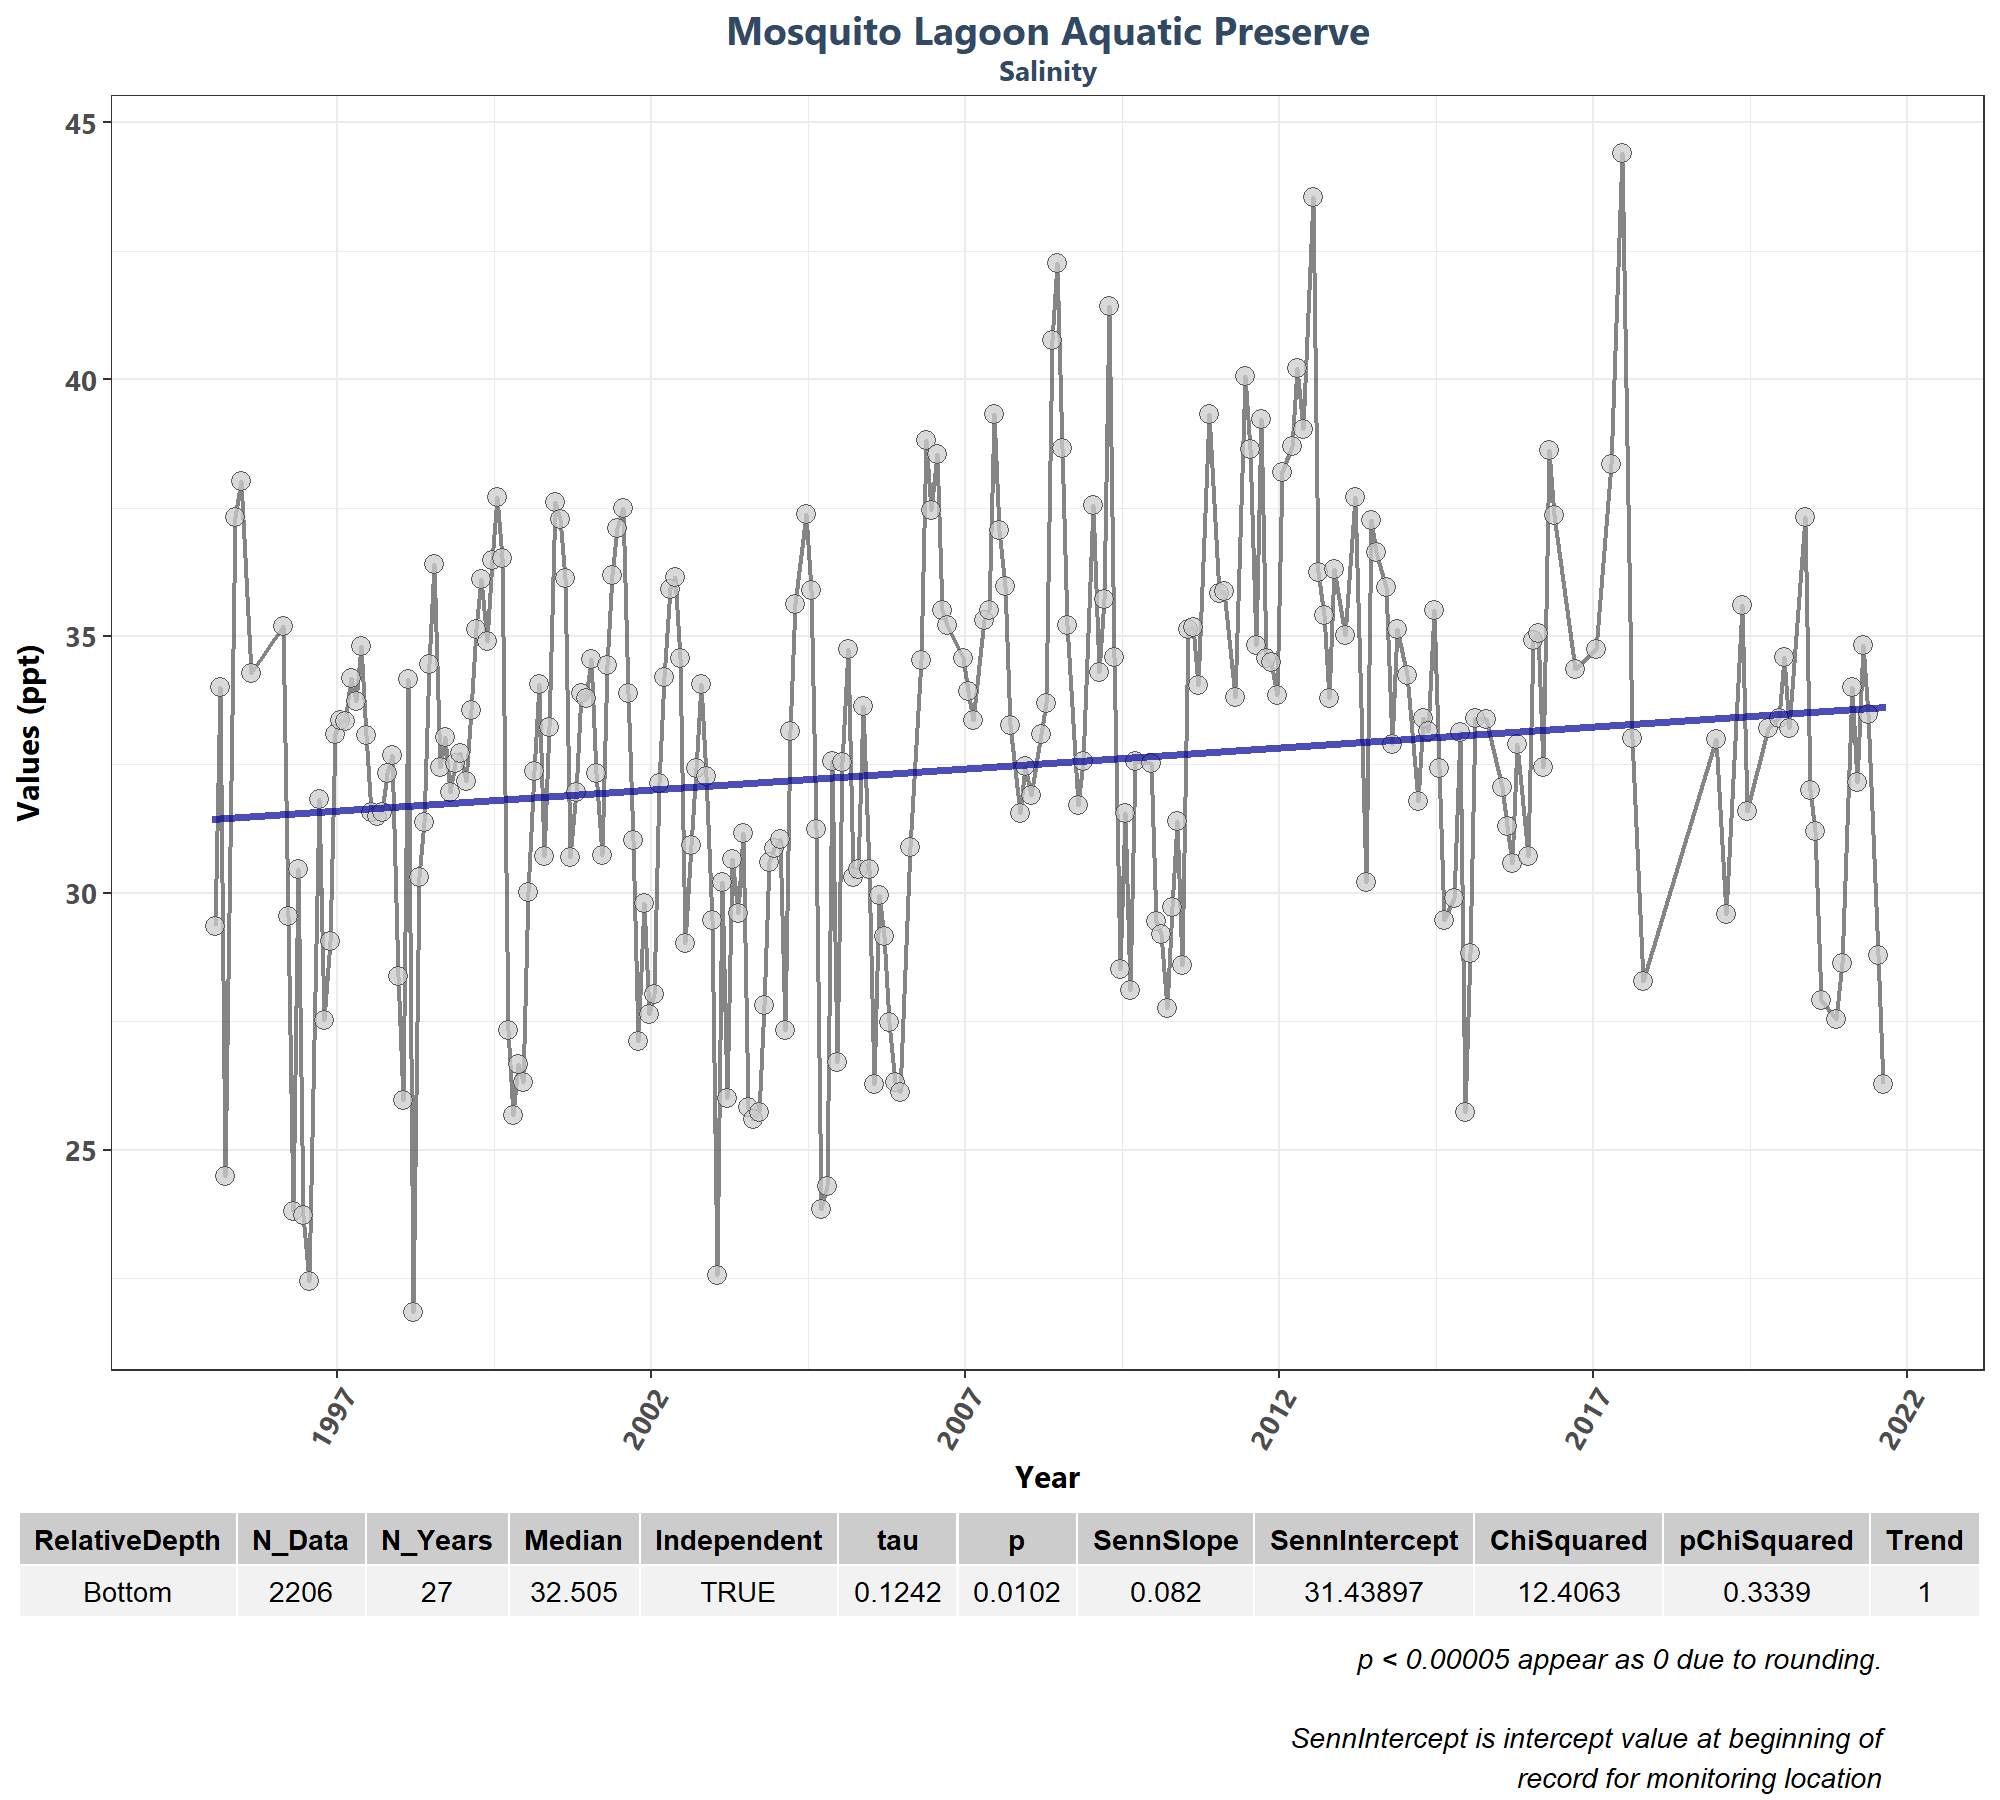 Mosquito Lagoon Aquatic Preserve
Salinity
45
40
35
30
25
Values (ppt)
1997
2002
2007
2012
2017
2022
Year
RelativeDepth N_Data N_Years Median Independent tau p SennSlope SennIntercept ChiSquared pChiSquared Trend
Bottom 2206 27 32.505 TRUE 0.1242 0.0102 0.082 31.43897 12.4063 0.3339 1
p < 0.00005 appear as 0 due to rounding.
SennIntercept is intercept value at beginning of
record for monitoring location